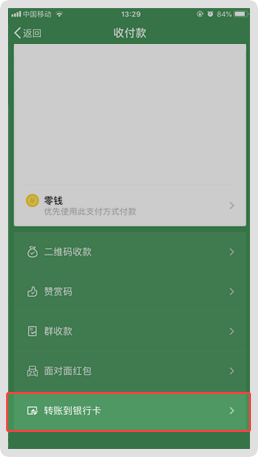 中国移动 13:29 84%
返回 收付款
零钱
优先使用此支付方式付款
二维码收款
赞赏码
群收款
面对面红包
转账到银行卡